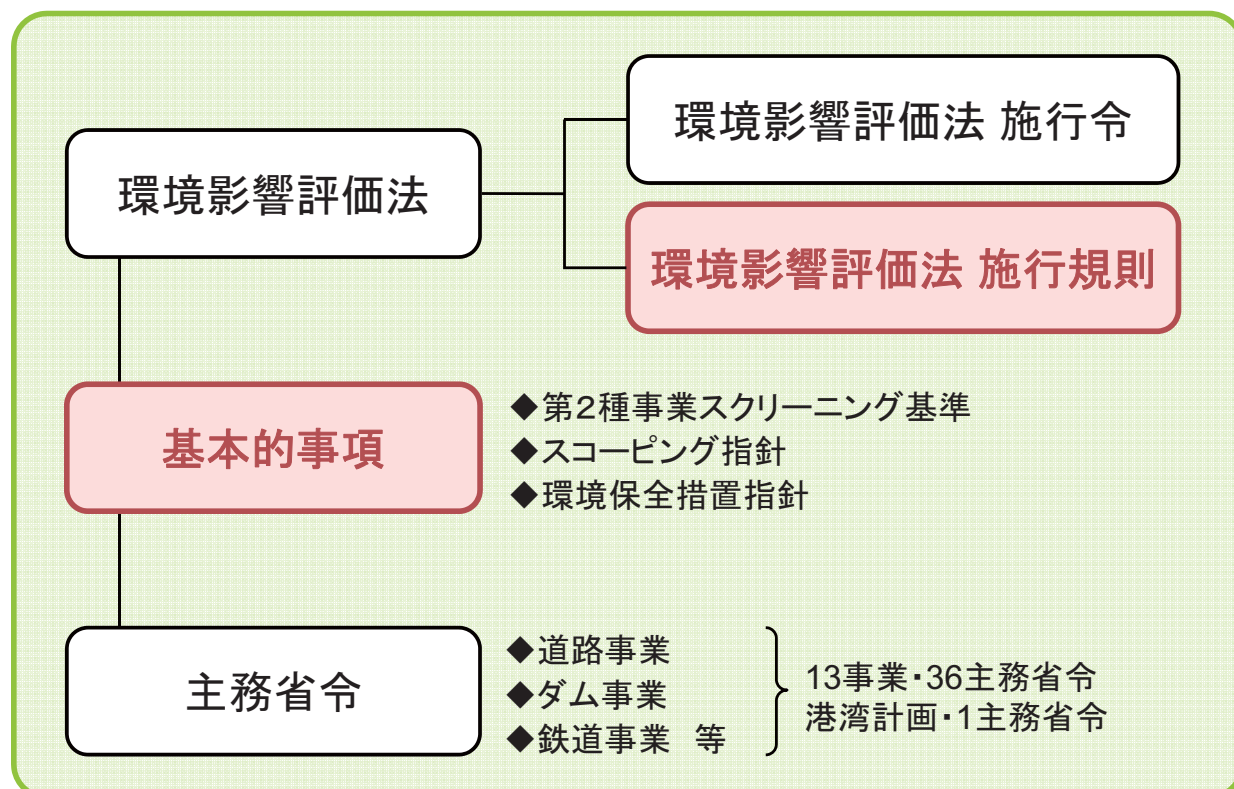 環境影響評価法
環境影響評価法 施行令
環境影響評価法 施行規則
基本的事項
◆第２種事業スクリーニング基準
◆スコーピング指針
◆環境保全措置指針
主務省令
◆道路事業
◆ダム事業
◆鉄道事業　等
13事業・36主務省令
港湾計画・1主務省令